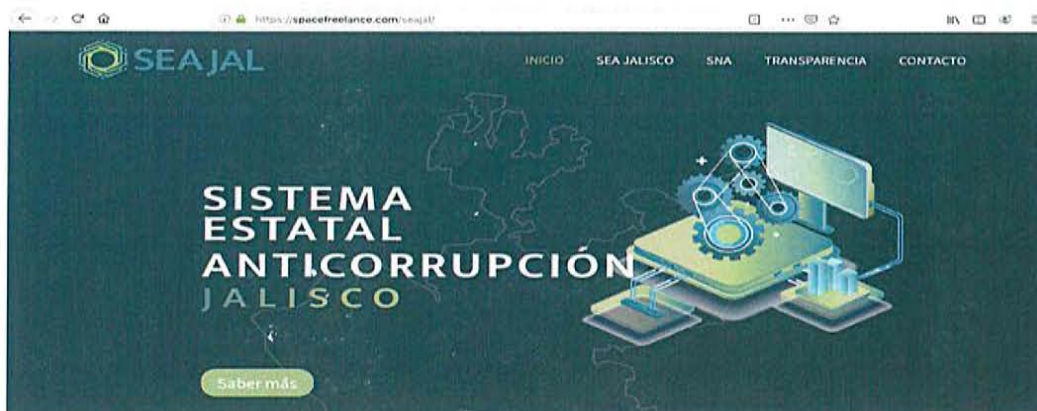 https://spacefreelance.com/seajal/
SEA JAL
INICIO SEA JALISCO SNA TRANSPARENCIA CONTACTO
SISTEMA
ESTATAL
ANTICORRUPCIÓN
JALISCO
Saber más